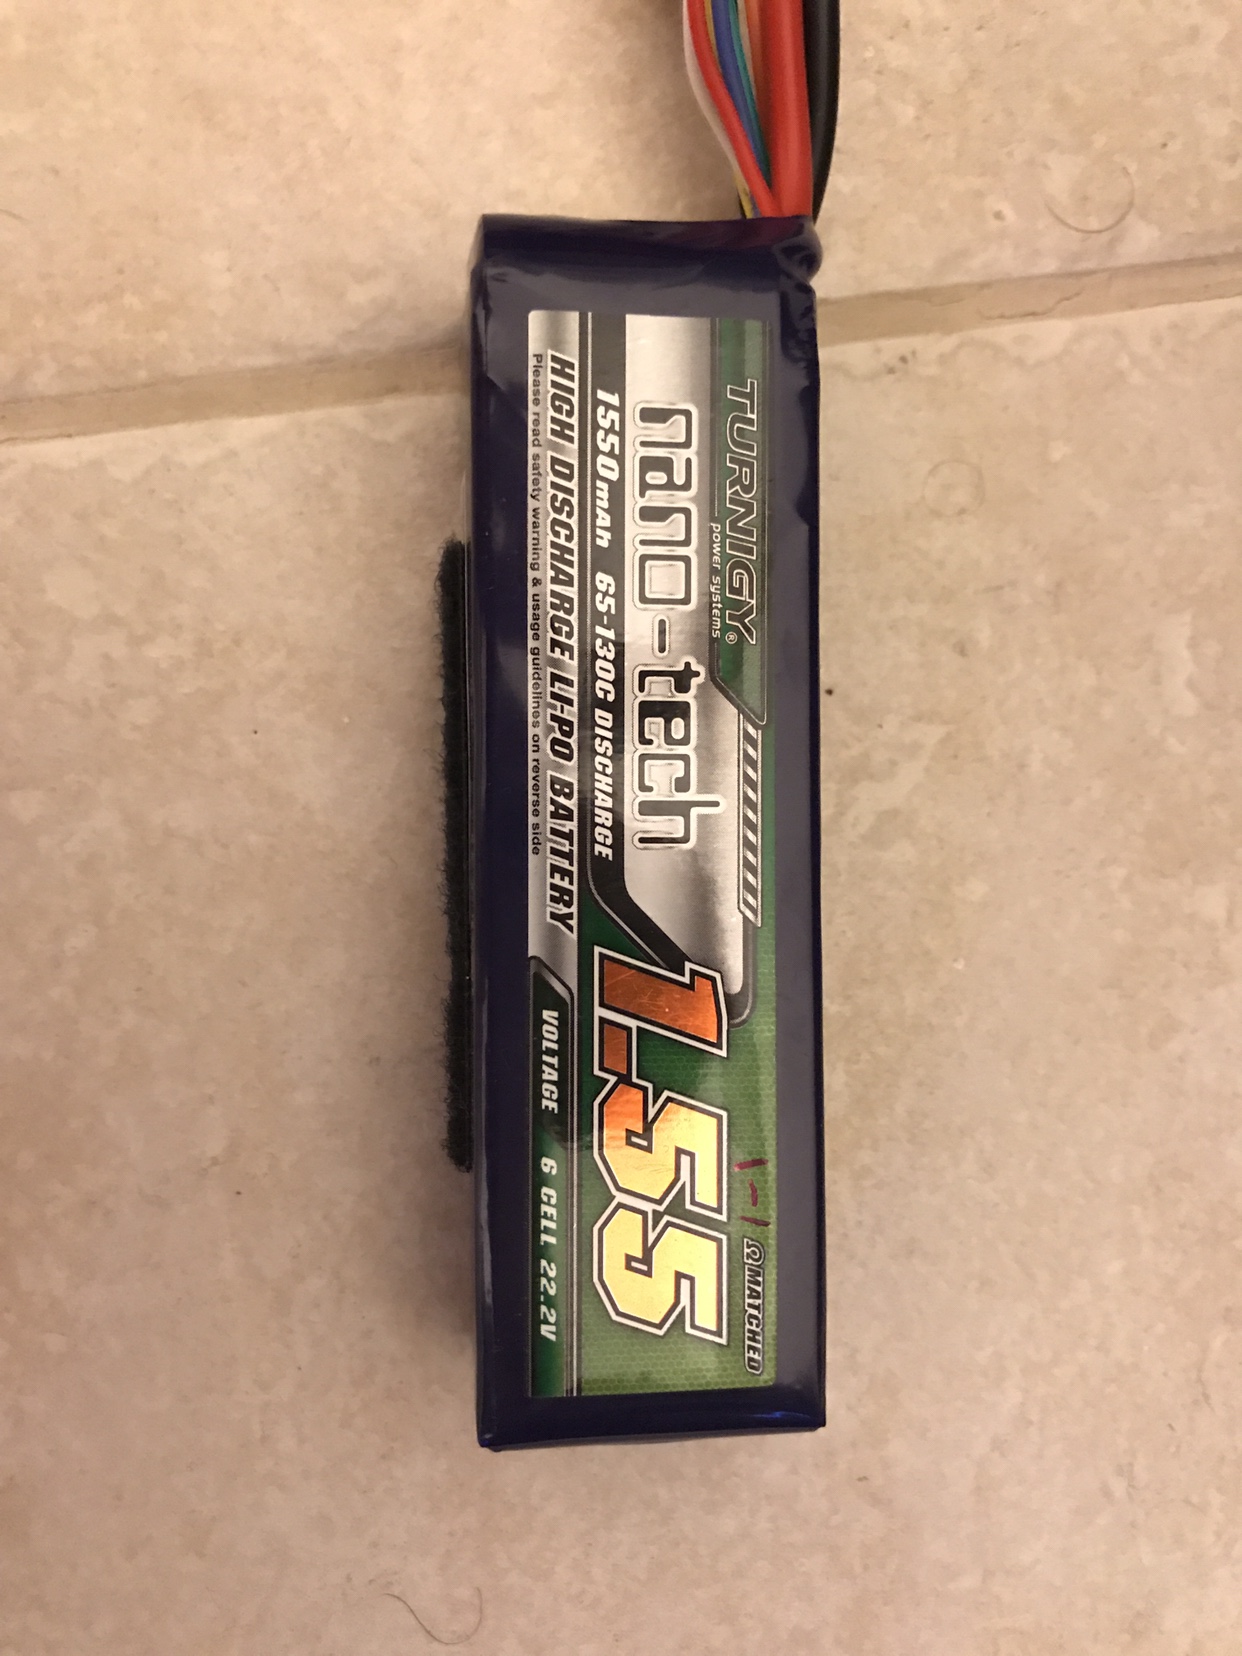 TURNIGY®
power systems
nano-tech
1550mAh 65-130C DISCHARGE
HIGH DISCHARGE LI-PO BATTERY
Please read safety warning & usage guidelines on reverse side
1-1
ΩMATCHED
1.55
VOLTAGE 6 CELL 22.2V